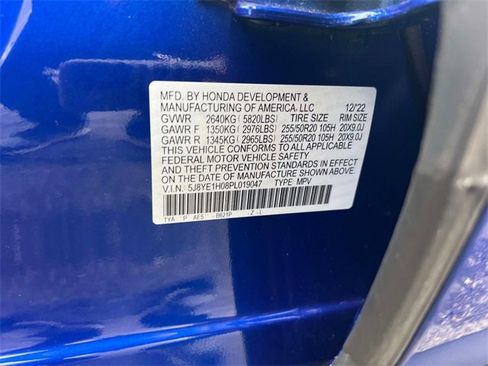 MFD. BY HONDA DEVELOPMENT &
MANUFACTURING OF AMERICA, LLC 12/22
GVWR 2640KG ( 5820LBS) TIRE SIZE RIM SIZE
GAWR F 1350KG ( 2976LBS) 255/50R20 105H 20X9.0J
GAWR R 1345KG ( 2965LBS) 255/50R20 105H 20X9.0J
THIS VEHICLE CONFORMS TO ALL APPLICABLE
FEDERAL MOTOR VEHICLE SAFETY
AND THEFT PREVENTION STANDARDS IN
EFFECT ON THE DATE OF MANUFACTURE SHOWN ABOVE.
V.I.N. 5J8YE1H08PL019047 TYPE MPV
TYA P AE5 B621P -Z -L